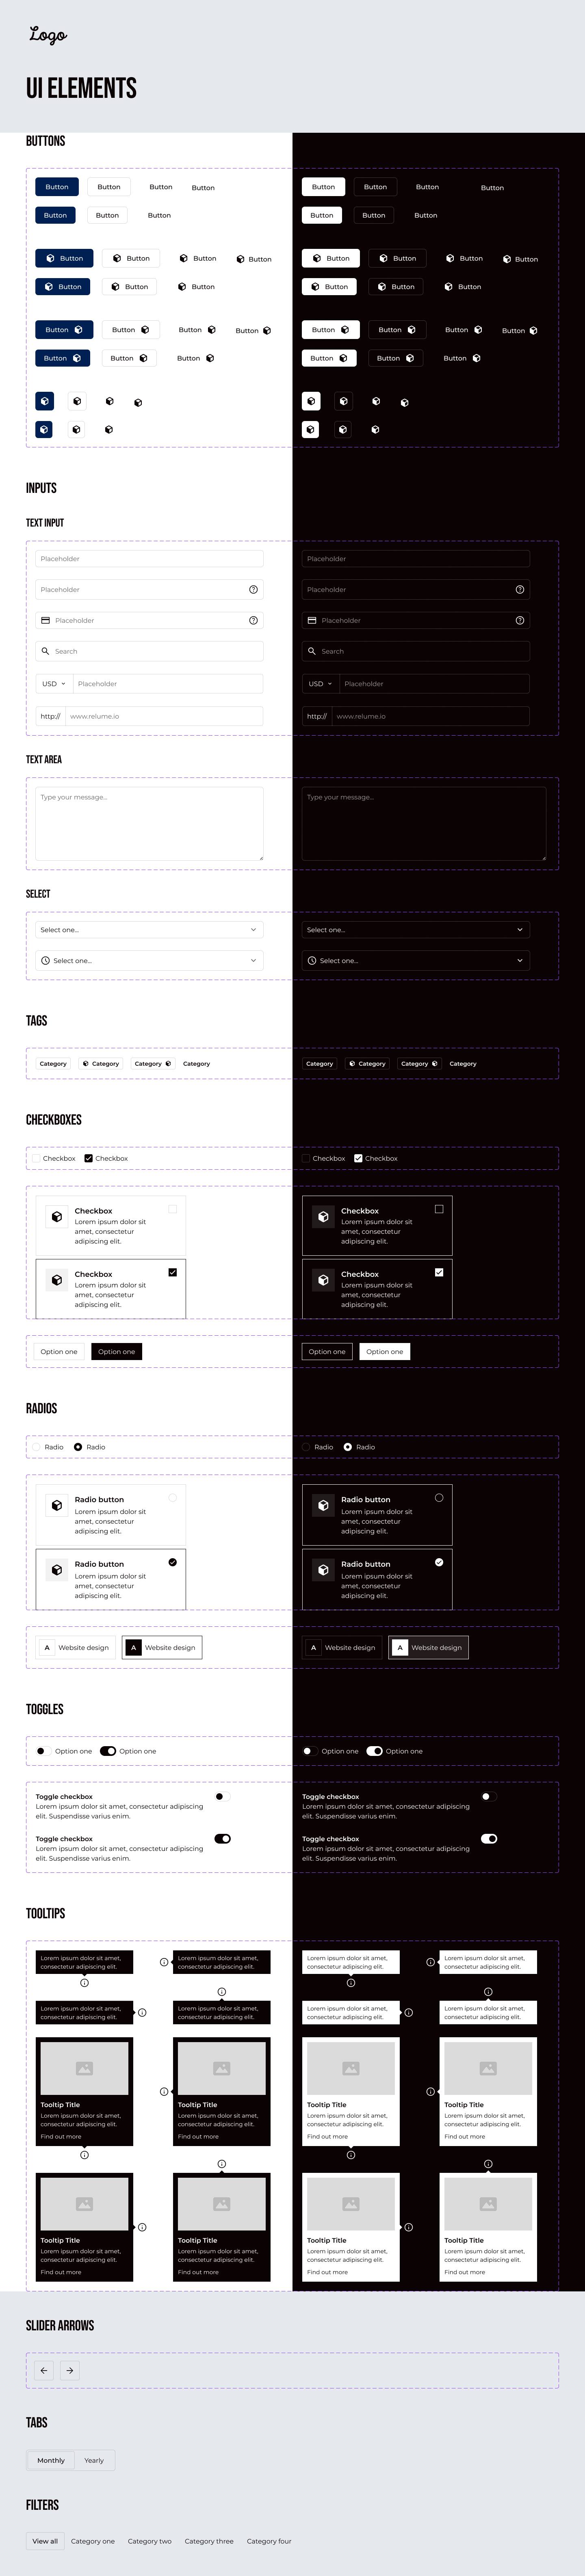 Logo
UI ELEMENTS
BUTTONS
Button Button Button Button Button Button Button Button
Button Button Button Button Button Button
Button Button Button Button Button Button Button Button
Button Button Button Button Button Button
Button Button Button Button Button Button Button Button
Button Button Button Button Button Button
INPUTS
TEXT INPUT
Placeholder Placeholder
Placeholder Placeholder
Placeholder Placeholder
Search Search
USD Placeholder USD Placeholder
http:// www.relume.io http:// www.relume.io
TEXT AREA
Type your message... Type your message...
SELECT
Select one... Select one...
Select one... Select one...
TAGS
Category Category Category Category Category Category Category Category
CHECKBOXES
Checkbox Checkbox Checkbox Checkbox
Checkbox Checkbox
Lorem ipsum dolor sit Lorem ipsum dolor sit
amet, consectetur amet, consectetur
adipiscing elit. adipiscing elit.
Checkbox Checkbox
Lorem ipsum dolor sit Lorem ipsum dolor sit
amet, consectetur amet, consectetur
adipiscing elit. adipiscing elit.
Option one Option one Option one Option one
RADIOS
Radio Radio Radio Radio
Radio button Radio button
Lorem ipsum dolor sit Lorem ipsum dolor sit
amet, consectetur amet, consectetur
adipiscing elit. adipiscing elit.
Radio button Radio button
Lorem ipsum dolor sit Lorem ipsum dolor sit
amet, consectetur amet, consectetur
adipiscing elit. adipiscing elit.
A Website design A Website design A Website design A Website design
TOGGLES
Option one Option one Option one Option one
Toggle checkbox Toggle checkbox
Lorem ipsum dolor sit amet, consectetur adipiscing Lorem ipsum dolor sit amet, consectetur adipiscing
elit. Suspendisse varius enim. elit. Suspendisse varius enim.
Toggle checkbox Toggle checkbox
Lorem ipsum dolor sit amet, consectetur adipiscing Lorem ipsum dolor sit amet, consectetur adipiscing
elit. Suspendisse varius enim. elit. Suspendisse varius enim.
TOOLTIPS
Lorem ipsum dolor sit amet, Lorem ipsum dolor sit amet, Lorem ipsum dolor sit amet, Lorem ipsum dolor sit amet,
consectetur adipiscing elit. consectetur adipiscing elit. consectetur adipiscing elit. consectetur adipiscing elit.
Lorem ipsum dolor sit amet, Lorem ipsum dolor sit amet, Lorem ipsum dolor sit amet, Lorem ipsum dolor sit amet,
consectetur adipiscing elit. consectetur adipiscing elit. consectetur adipiscing elit. consectetur adipiscing elit.
Tooltip Title Tooltip Title Tooltip Title Tooltip Title
Lorem ipsum dolor sit amet, Lorem ipsum dolor sit amet, Lorem ipsum dolor sit amet, Lorem ipsum dolor sit amet,
consectetur adipiscing elit. consectetur adipiscing elit. consectetur adipiscing elit. consectetur adipiscing elit.
Find out more Find out more Find out more Find out more
Tooltip Title Tooltip Title Tooltip Title Tooltip Title
Lorem ipsum dolor sit amet, Lorem ipsum dolor sit amet, Lorem ipsum dolor sit amet, Lorem ipsum dolor sit amet,
consectetur adipiscing elit. consectetur adipiscing elit. consectetur adipiscing elit. consectetur adipiscing elit.
Find out more Find out more Find out more Find out more
SLIDER ARROWS
TABS
Monthly Yearly
FILTERS
View all Category one Category two Category three Category four